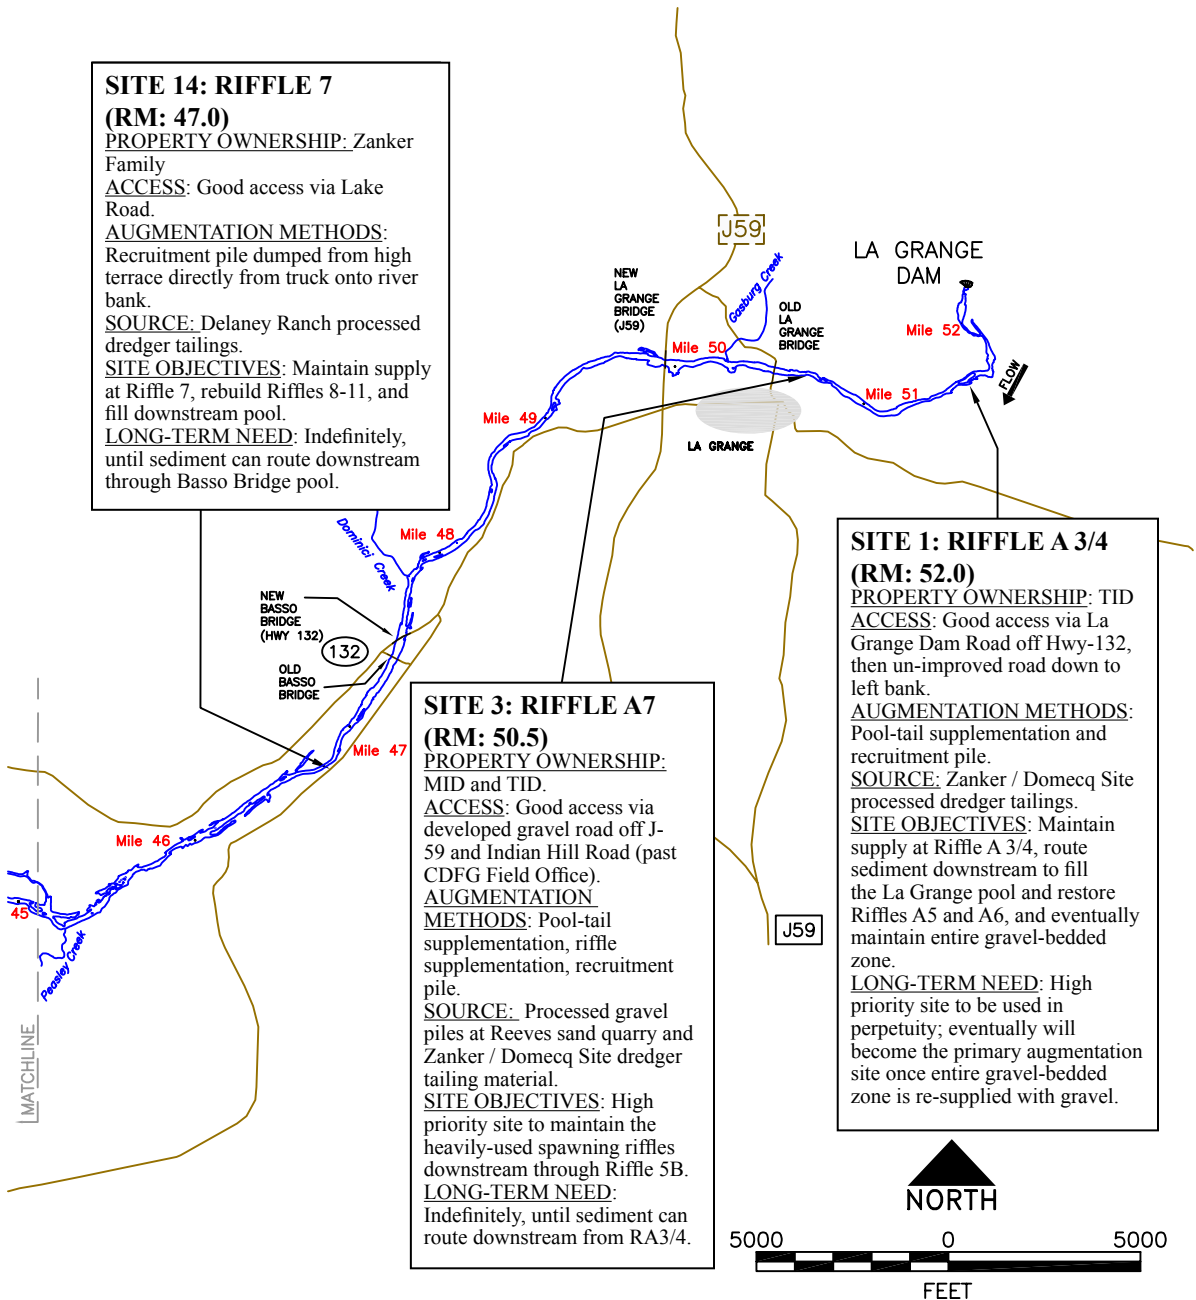 SITE 14: RIFFLE 7
(RM: 47.0)
PROPERTY OWNERSHIP: Zanker
Family
ACCESS: Good access via Lake
Road.
AUGMENTATION METHODS:
Recruitment pile dumped from high
terrace directly from truck onto river
bank.
SOURCE: Delaney Ranch processed
dredger tailings.
SITE OBJECTIVES: Maintain supply
at Riffle 7, rebuild Riffles 8-11, and
fill downstream pool.
LONG-TERM NEED: Indefinitely,
until sediment can route downstream
through Basso Bridge pool.
J59
LA GRANGE
DAM
NEW
LA
GRANGE
BRIDGE
(J59)
Gasburg Creek
OLD
LA
GRANGE
BRIDGE
Mile 52
Mile 50
FLOW
Mile 51
Mile 49
LA GRANGE
Mile 48
Dominici Creek
NEW
BASSO
BRIDGE
(HWY 132)
132
OLD
BASSO
BRIDGE
Mile 47
Mile 46
45
Peasley Creek
MATCHLINE
SITE 3: RIFFLE A7
(RM: 50.5)
PROPERTY OWNERSHIP:
MID and TID.
ACCESS: Good access via
developed gravel road off J-
59 and Indian Hill Road (past
CDFG Field Office).
AUGMENTATION
METHODS: Pool-tail
supplementation, riffle
supplementation, recruitment
pile.
SOURCE: Processed gravel
piles at Reeves sand quarry and
Zanker / Domecq Site dredger
tailing material.
SITE OBJECTIVES: High
priority site to maintain the
heavily-used spawning riffles
downstream through Riffle 5B.
LONG-TERM NEED:
Indefinitely, until sediment can
route downstream from RA3/4.
J59
SITE 1: RIFFLE A 3/4
(RM: 52.0)
PROPERTY OWNERSHIP: TID
ACCESS: Good access via La
Grange Dam Road off Hwy-132,
then un-improved road down to
left bank.
AUGMENTATION METHODS:
Pool-tail supplementation and
recruitment pile.
SOURCE: Zanker / Domecq Site
processed dredger tailings.
SITE OBJECTIVES: Maintain
supply at Riffle A 3/4, route
sediment downstream to fill
the La Grange pool and restore
Riffles A5 and A6, and eventually
maintain entire gravel-bedded
zone.
LONG-TERM NEED: High
priority site to be used in
perpetuity; eventually will
become the primary augmentation
site once entire gravel-bedded
zone is re-supplied with gravel.
NORTH
5000 0 5000
FEET